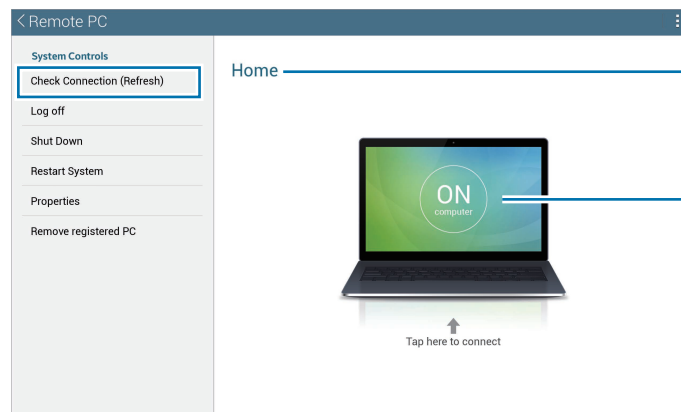 Remote PC
System Controls
Check Connection (Refresh)
Log off
Shut Down
Restart System
Properties
Remove registered PC
Home
ON
computer
Tap here to connect